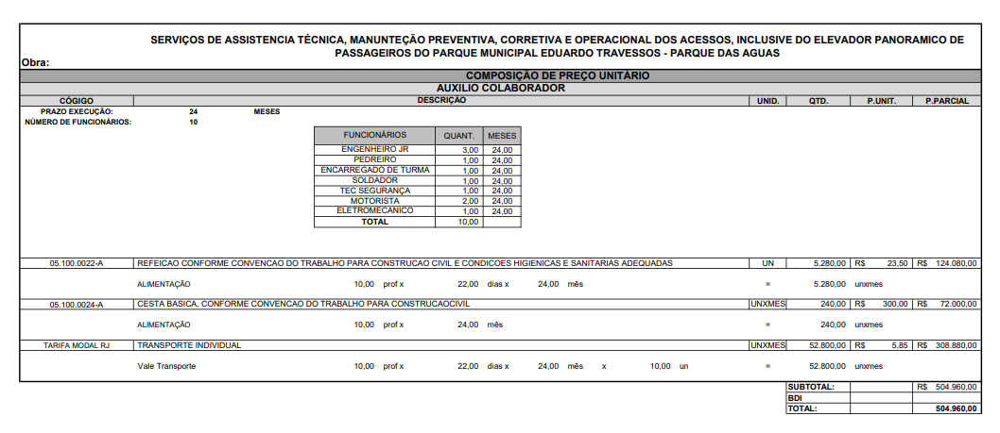 SERVIÇOS DE ASSISTENCIA TÉCNICA, MANUNTEÇÃO PREVENTIVA, CORRETIVA E OPERACIONAL DOS ACESSOS, INCLUSIVE DO ELEVADOR PANORAMICO DE
PASSAGEIROS DO PARQUE MUNICIPAL EDUARDO TRAVESSOS - PARQUE DAS AGUAS
Obra:
COMPOSIÇÃO DE PREÇO UNITÁRIO
AUXILIO COLABORADOR
CÓGIGO DESCRIÇAO UNID. QTD. P.UNIT. P.PARCIAL
PRAZO EXECUÇÃO: 24 MESES
NÚMERO DE FUNCIONÁRIOS: 10
FUNCIONÁRIOS QUANT. MESES
ENGENHEIRO JR 3,00 24,00
PEDREIRO 1,00 24,00
ENCARREGADO DE TURMA 1,00 24,00
SOLDADOR 1,00 24,00
TEC SEGURANÇA 1,00 24,00
MOTORISTA 2,00 24,00
ELETROMECANICO 1,00 24,00
TOTAL 10,00
05.100.0022-A REFEICAO CONFORME CONVENCAO DO TRABALHO PARA CONSTRUCAO CIVIL E CONDICOES HIGIENICAS E SANITARIAS ADEQUADAS UN 5.280,00 R$ 23,50 R$ 124.080,00
ALIMENTAÇÃO 10,00 prof x 22,00 dias x 24,00 mês = 5.280,00 unxmes
05.100.0024-A CESTA BASICA, CONFORME CONVENCAO DO TRABALHO PARA CONSTRUCAOCIVIL UNXMES 240,00 R$ 300,00 R$ 72.000,00
ALIMENTAÇÃO 10,00 prof x 24,00 mês = 240,00 unxmes
TARIFA MODAL RJ TRANSPORTE INDIVIDUAL UNXMES 52.800,00 R$ 5,85 R$ 308.880,00
Vale Transporte 10,00 prof x 22,00 dias x 24,00 mês x 10,00 un = 52.800,00 unxmes
SUBTOTAL: R$ 504.960,00
BDI
TOTAL: 504.960,00